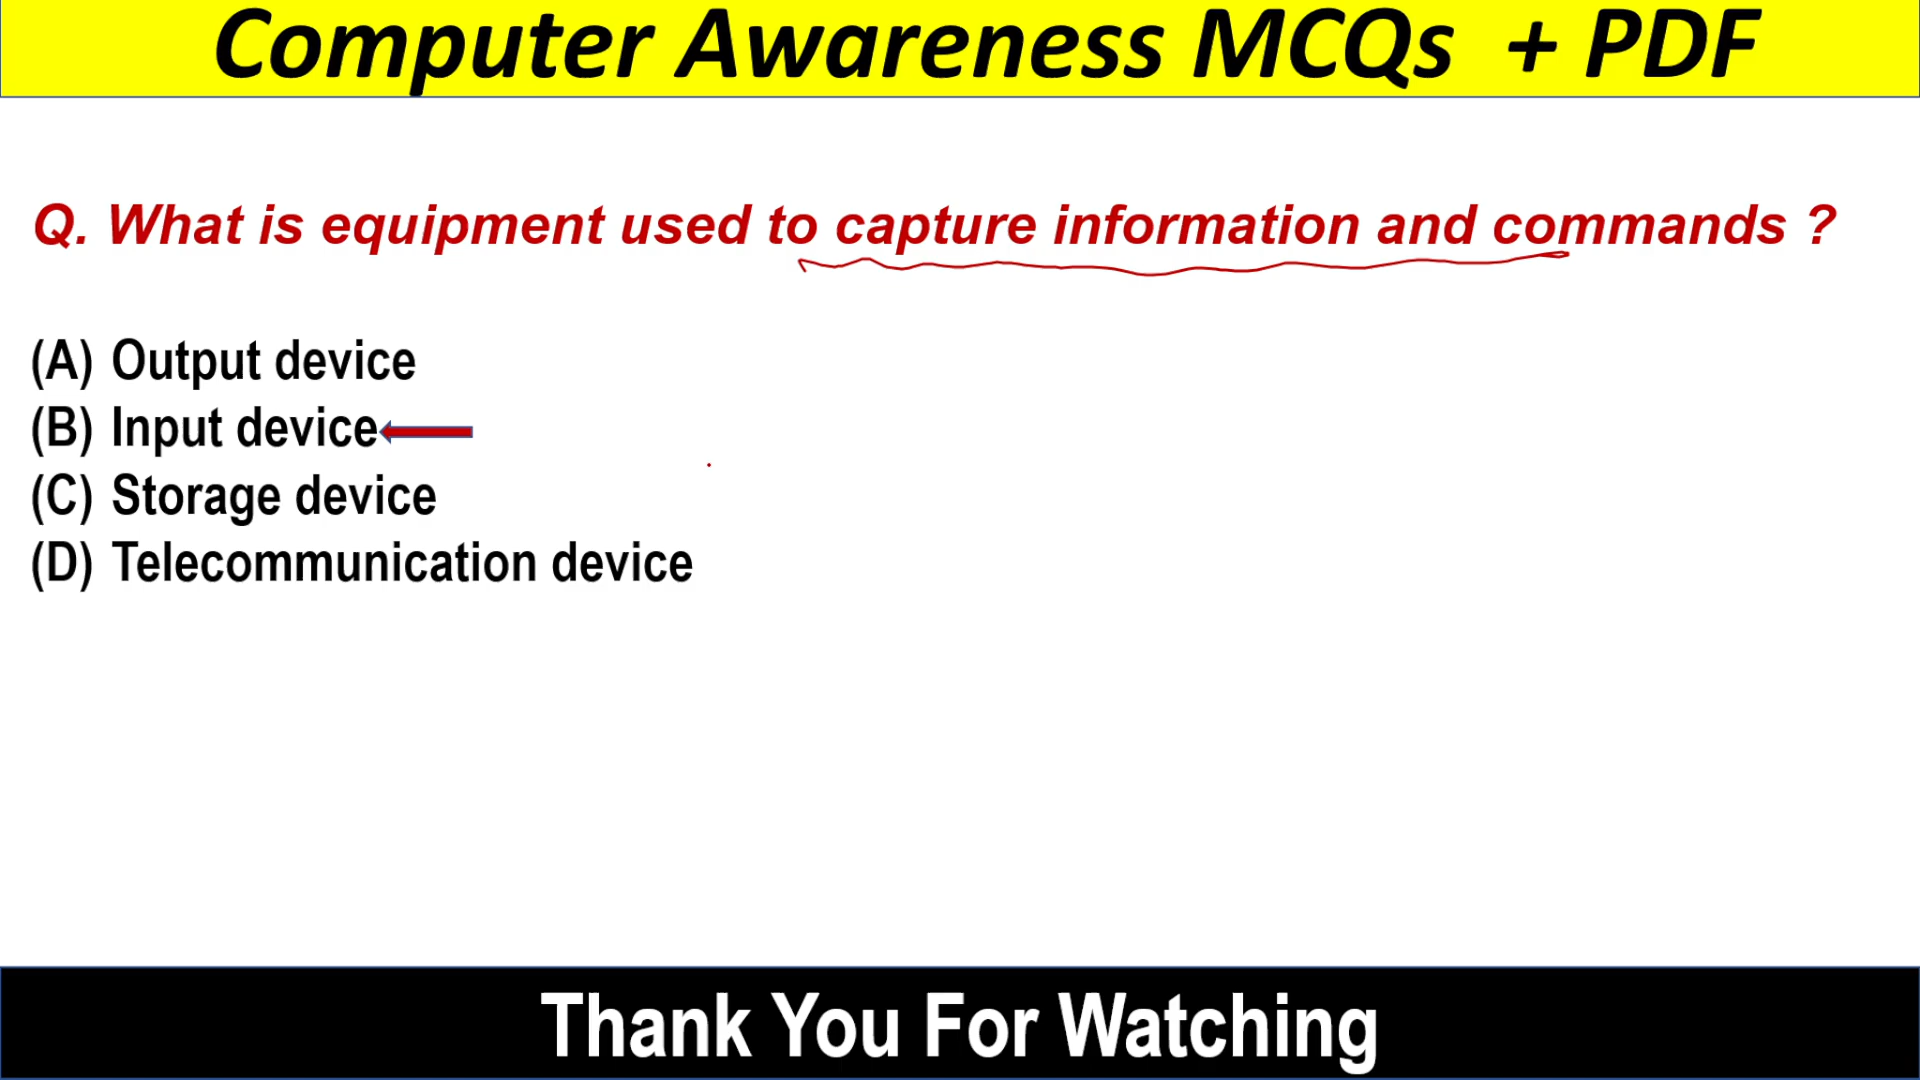 Computer Awareness MCQs + PDF
Q. What is equipment used to capture information and commands ?
(A) Output device
(B) Input device
(C) Storage device
(D) Telecommunication device
Thank You For Watching